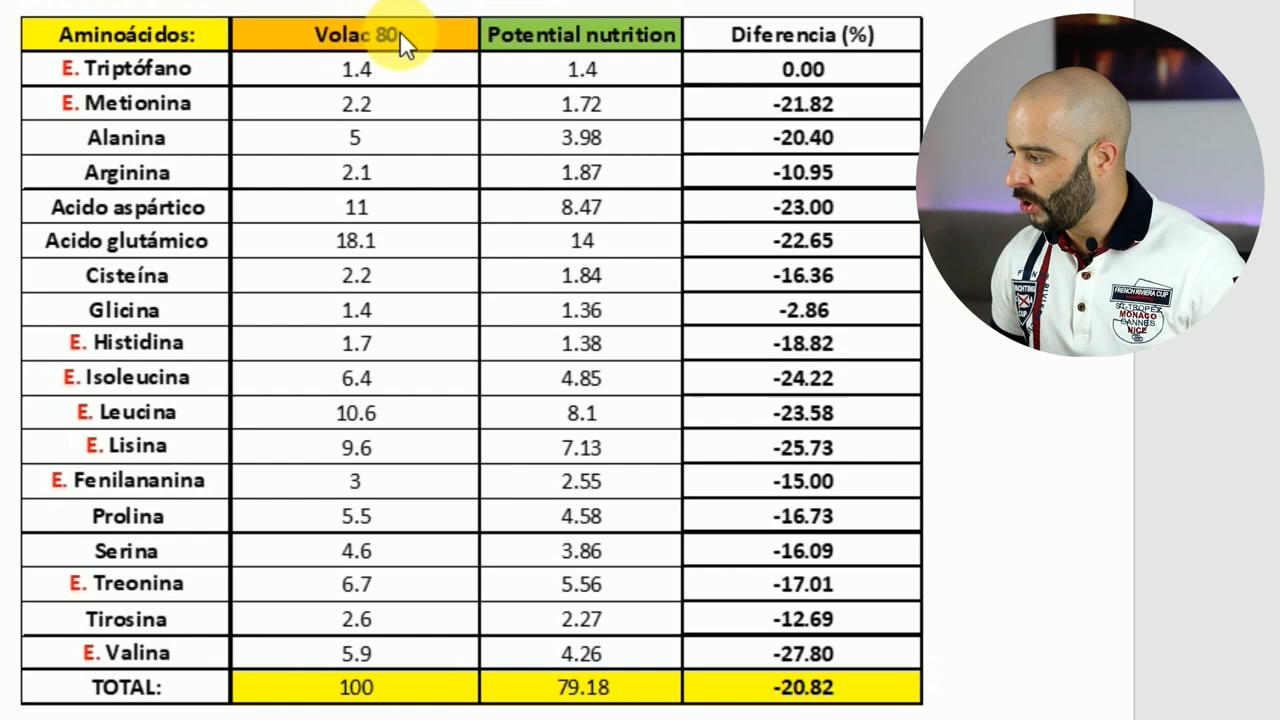 Aminoácidos: Volac 80 Potential nutrition Diferencia (%)
E. Triptófano 1.4 1.4 0.00
E. Metionina 2.2 1.72 -21.82
Alanina 5 3.98 -20.40
Arginina 2.1 1.87 -10.95
Acido aspártico 11 8.47 -23.00
Acido glutámico 18.1 14 -22.65
Cisteína 2.2 1.84 -16.36
Glicina 1.4 1.36 -2.86
E. Histidina 1.7 1.38 -18.82
E. Isoleucina 6.4 4.85 -24.22
E. Leucina 10.6 8.1 -23.58
E. Lisina 9.6 7.13 -25.73
E. Fenilananina 3 2.55 -15.00
Prolina 5.5 4.58 -16.73
Serina 4.6 3.86 -16.09
E. Treonina 6.7 5.56 -17.01
Tirosina 2.6 2.27 -12.69
E. Valina 5.9 4.26 -27.80
TOTAL: 100 79.18 -20.82
FRENCH RIVIERA CUP
ST-TROPEZ
MONACO
CANNES
NICE